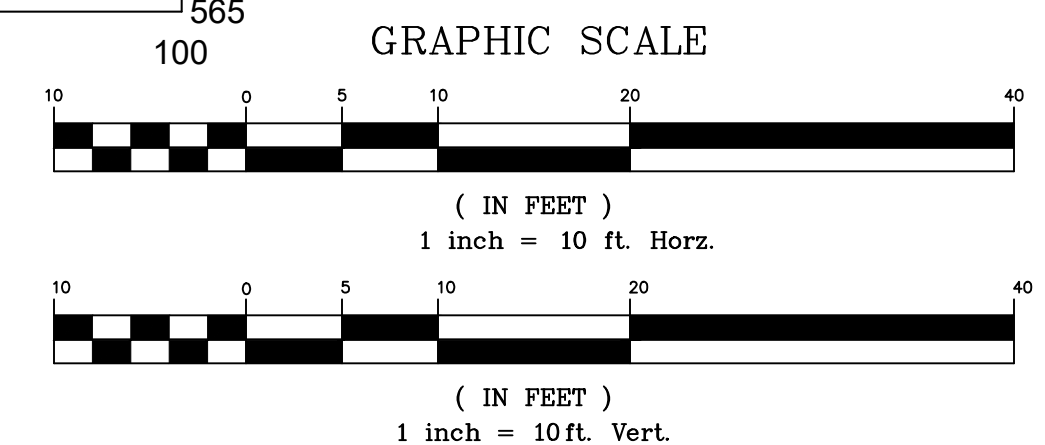 565
100
GRAPHIC SCALE
10 0 5 10 20 40
( IN FEET )
1 inch = 10 ft. Horz.
10 0 5 10 20 40
( IN FEET )
1 inch = 10 ft. Vert.